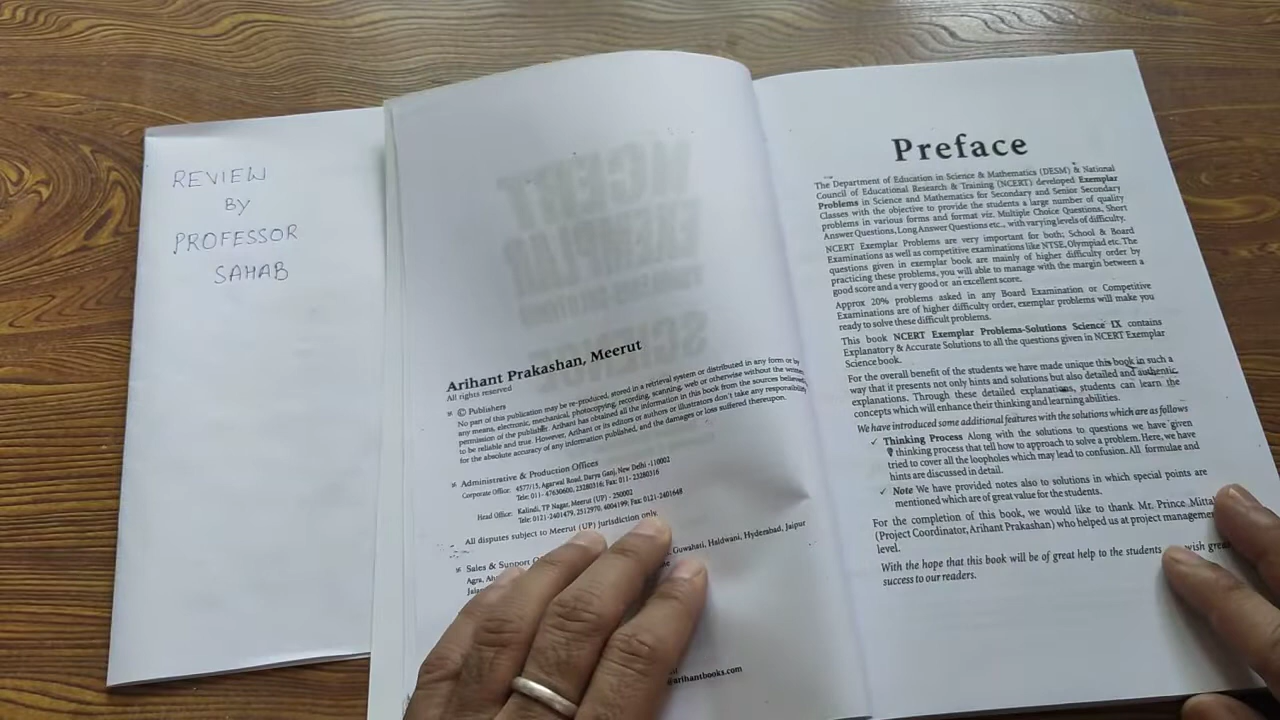 REVIEW
BY
PROFESSOR
SAHAB
Arihant Prakashan, Meerut
All rights reserved
© Publishers
No part of this publication may be re-produced, stored in a retrieval system or distributed in any form or by
any means, electronic, mechanical, photocopying, recording, scanning, web or otherwise without the written
permission of the publisher. Arihant has obtained all the information in this book from the sources believed
to be reliable and true. However, Arihant or its editors or authors or illustrators don't take any responsibility
for the absolute accuracy of any information published, and the damages or loss suffered thereupon.
Administrative & Production Offices
Corporate Office: 4577/15, Agarwal Road, Darya Ganj, New Delhi -110002
Tele: 011- 47630600, 23280316; Fax: 011- 23280316
Head Office: Kalindi, TP Nagar, Meerut (UP) - 250002
Tele: 0121-2401479, 2512970, 4004199; Fax: 0121-2401648
All disputes subject to Meerut (UP) jurisdiction only.
Sales & Support
Agra, Guwahati, Haldwani, Hyderabad, Jaipur
@arihantbooks.com
Preface
The Department of Education in Science & Mathematics (DESM) & National
Council of Educational Research & Training (NCERT) developed Exemplar
Problems in Science and Mathematics for Secondary and Senior Secondary
Classes with the objective to provide the students a large number of quality
problems in various forms and format viz. Multiple Choice Questions, Short
Answer Questions, Long Answer Questions etc., with varying levels of difficulty.
NCERT Exemplar Problems are very important for both; School & Board
Examinations as well as competitive examinations like NTSE, Olympiad etc. The
questions given in exemplar book are mainly of higher difficulty order by
practicing these problems, you will able to manage with the margin between a
good score and a very good or an excellent score.
Approx 20% problems asked in any Board Examination or Competitive
Examinations are of higher difficulty order, exemplar problems will make you
ready to solve these difficult problems.
This book NCERT Exemplar Problems-Solutions Science IX contains
Explanatory & Accurate Solutions to all the questions given in NCERT Exemplar
Science book.
For the overall benefit of the students we have made unique this book in such a
way that it presents not only hints and solutions but also detailed and authentic
explanations. Through these detailed explanations, students can learn the
concepts which will enhance their thinking and learning abilities.
We have introduced some additional features with the solutions which are as follows
✓ Thinking Process Along with the solutions to questions we have given
thinking process that tell how to approach to solve a problem. Here, we have
tried to cover all the loopholes which may lead to confusion. All formulae and
hints are discussed in detail.
✓ Note We have provided notes also to solutions in which special points are
mentioned which are of great value for the students.
For the completion of this book, we would like to thank Mr. Prince Mittal
(Project Coordinator, Arihant Prakashan) who helped us at project management
level.
With the hope that this book will be of great help to the students wish great
success to our readers.